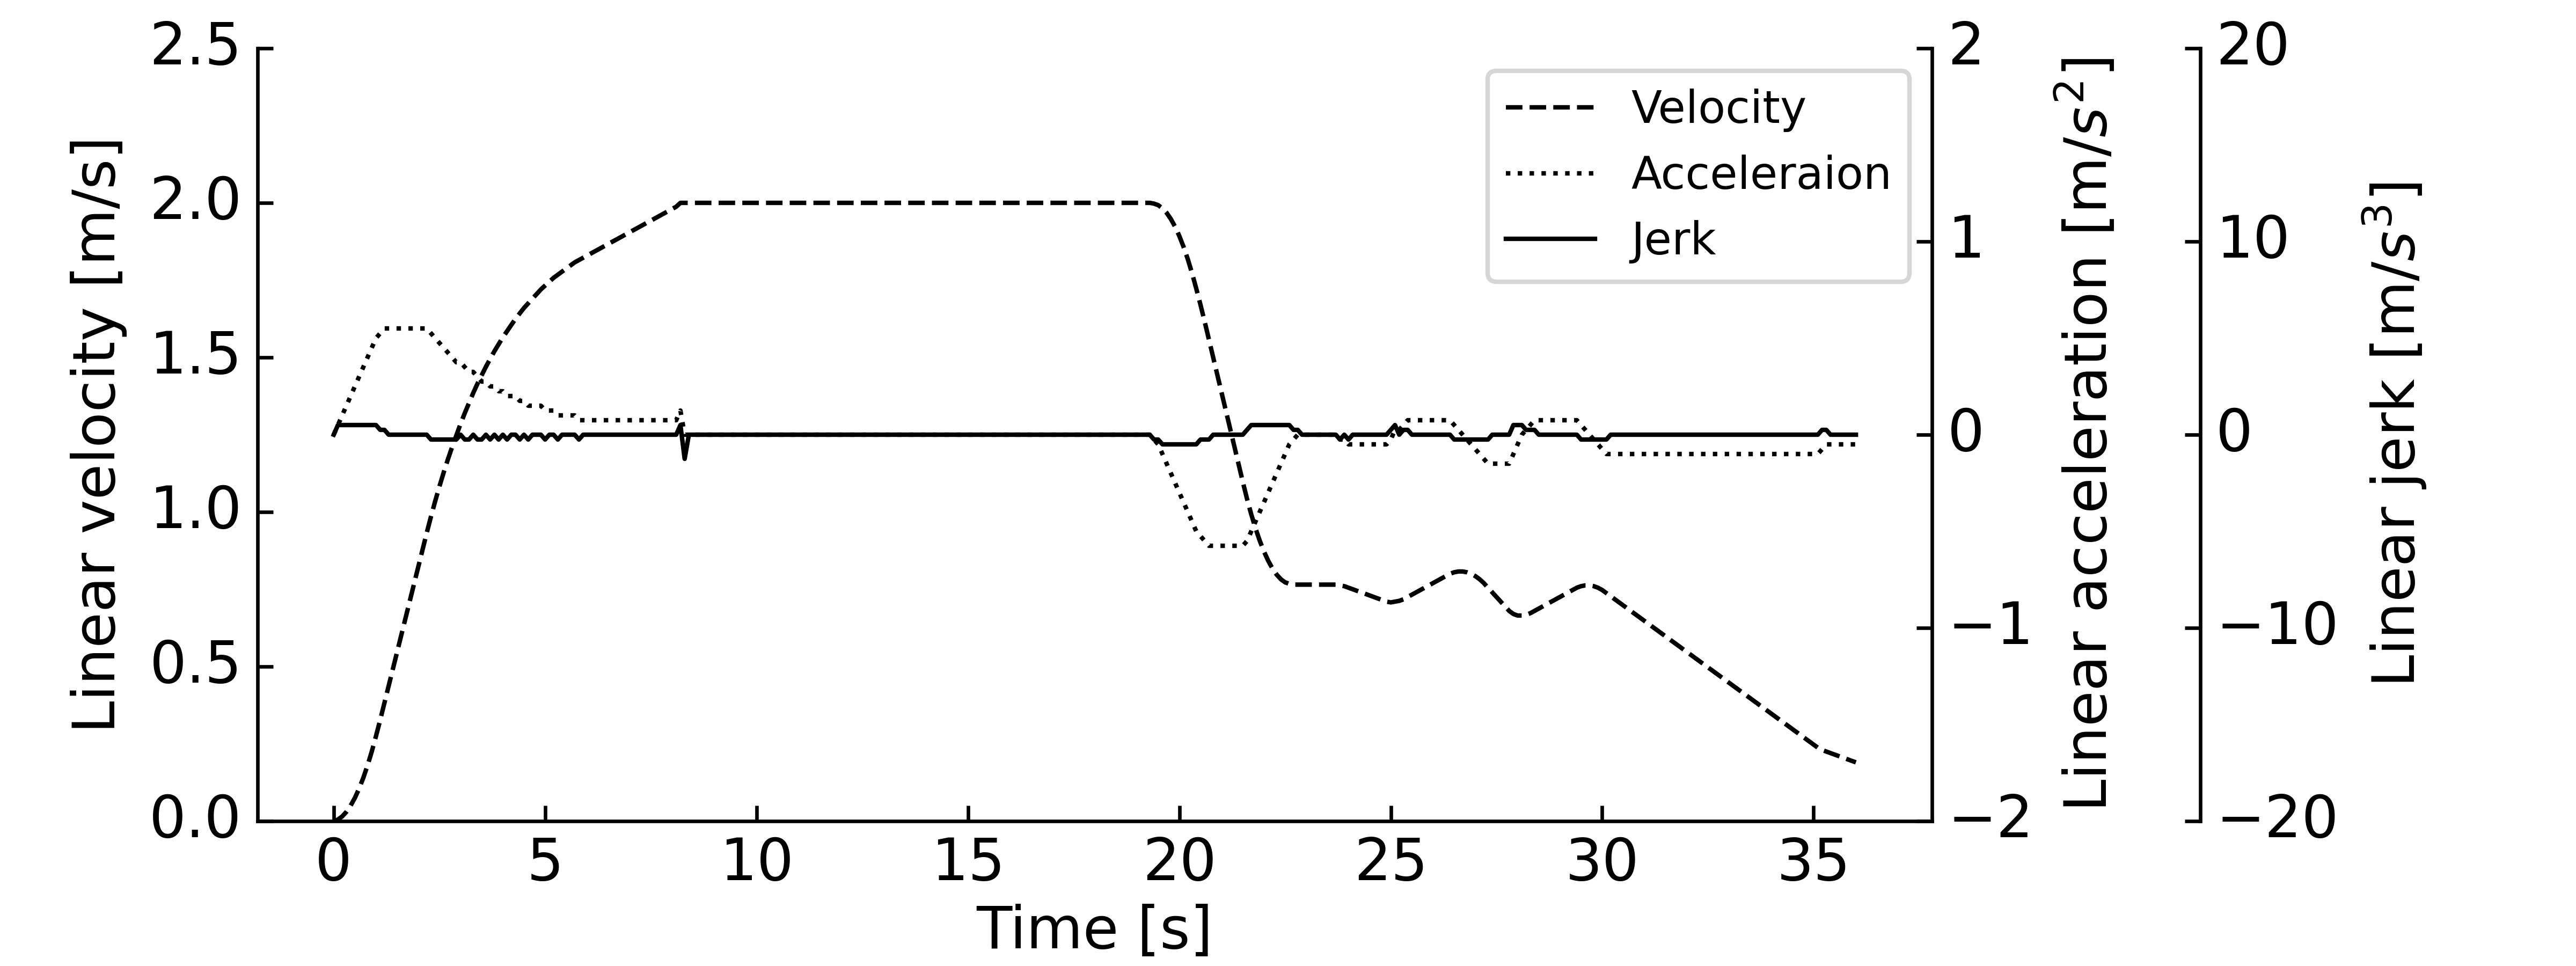 Linear velocity [m/s]
2.5
2.0
1.5
1.0
0.5
0.0
0 5 10 15 20 25 30 35
Time [s]
Velocity
Acceleraion
Jerk
2
1
0
−1
−2
Linear acceleration [m/s²]
20
10
0
−10
−20
Linear jerk [m/s³]